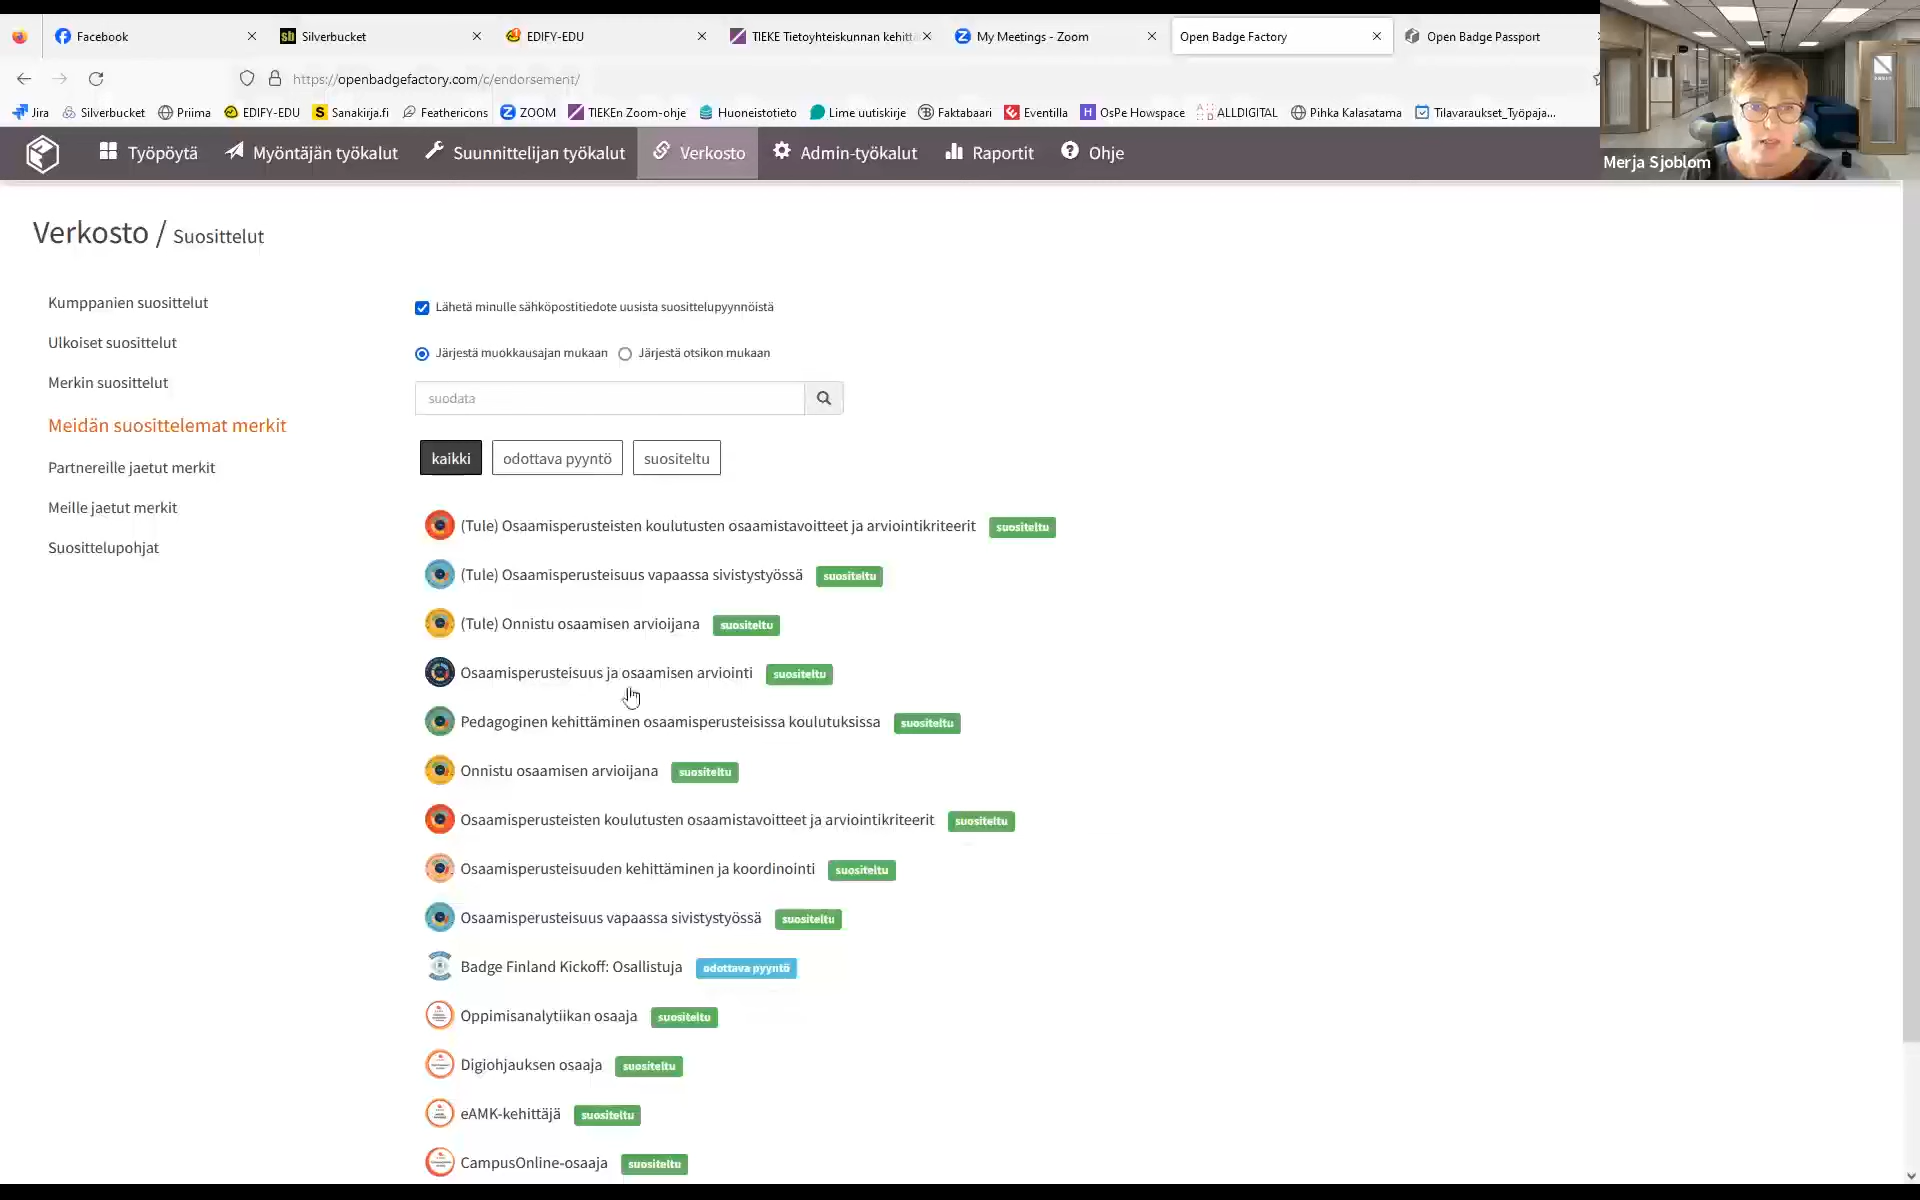 Facebook
Silverbucket
EDIFY-EDU
TIEKE Tietoyhteiskunnan kehitt
My Meetings - Zoom
Open Badge Factory
Open Badge Passport
https://openbadgefactory.com/c/endorsement/
Jira Silverbucket Priima EDIFY-EDU Sanakirja.fi Feathericons ZOOM TIEKEn Zoom-ohje Huoneistotieto Lime uutiskirje Faktabaari Eventilla OsPe Howspace ALLDIGITAL Pihka Kalasatama Tilavaraukset_Työpaja...
Työpöytä Myöntäjän työkalut Suunnittelijan työkalut Verkosto Admin-työkalut Raportit Ohje
Merja Sjoblom
Verkosto / Suosittelut
Kumppanien suosittelut
Ulkoiset suosittelut
Merkin suosittelut
Meidän suosittelemat merkit
Partnereille jaetut merkit
Meille jaetut merkit
Suosittelupohjat
Lähetä minulle sähköpostitiedote uusista suosittelupyynnöistä
Järjestä muokkausajan mukaan Järjestä otsikon mukaan
suodata
kaikki odottava pyyntö suositeltu
(Tule) Osaamisperusteisten koulutusten osaamistavoitteet ja arviointikriteerit suositeltu
(Tule) Osaamisperusteisuus vapaassa sivistystyössä suositeltu
(Tule) Onnistu osaamisen arvioijana suositeltu
Osaamisperusteisuus ja osaamisen arviointi suositeltu
Pedagoginen kehittäminen osaamisperusteisissa koulutuksissa suositeltu
Onnistu osaamisen arvioijana suositeltu
Osaamisperusteisten koulutusten osaamistavoitteet ja arviointikriteerit suositeltu
Osaamisperusteisuuden kehittäminen ja koordinointi suositeltu
Osaamisperusteisuus vapaassa sivistystyössä suositeltu
Badge Finland Kickoff: Osallistuja odottava pyyntö
Oppimisanalytiikan osaaja suositeltu
Digiohjauksen osaaja suositeltu
eAMK-kehittäjä suositeltu
CampusOnline-osaaja suositeltu